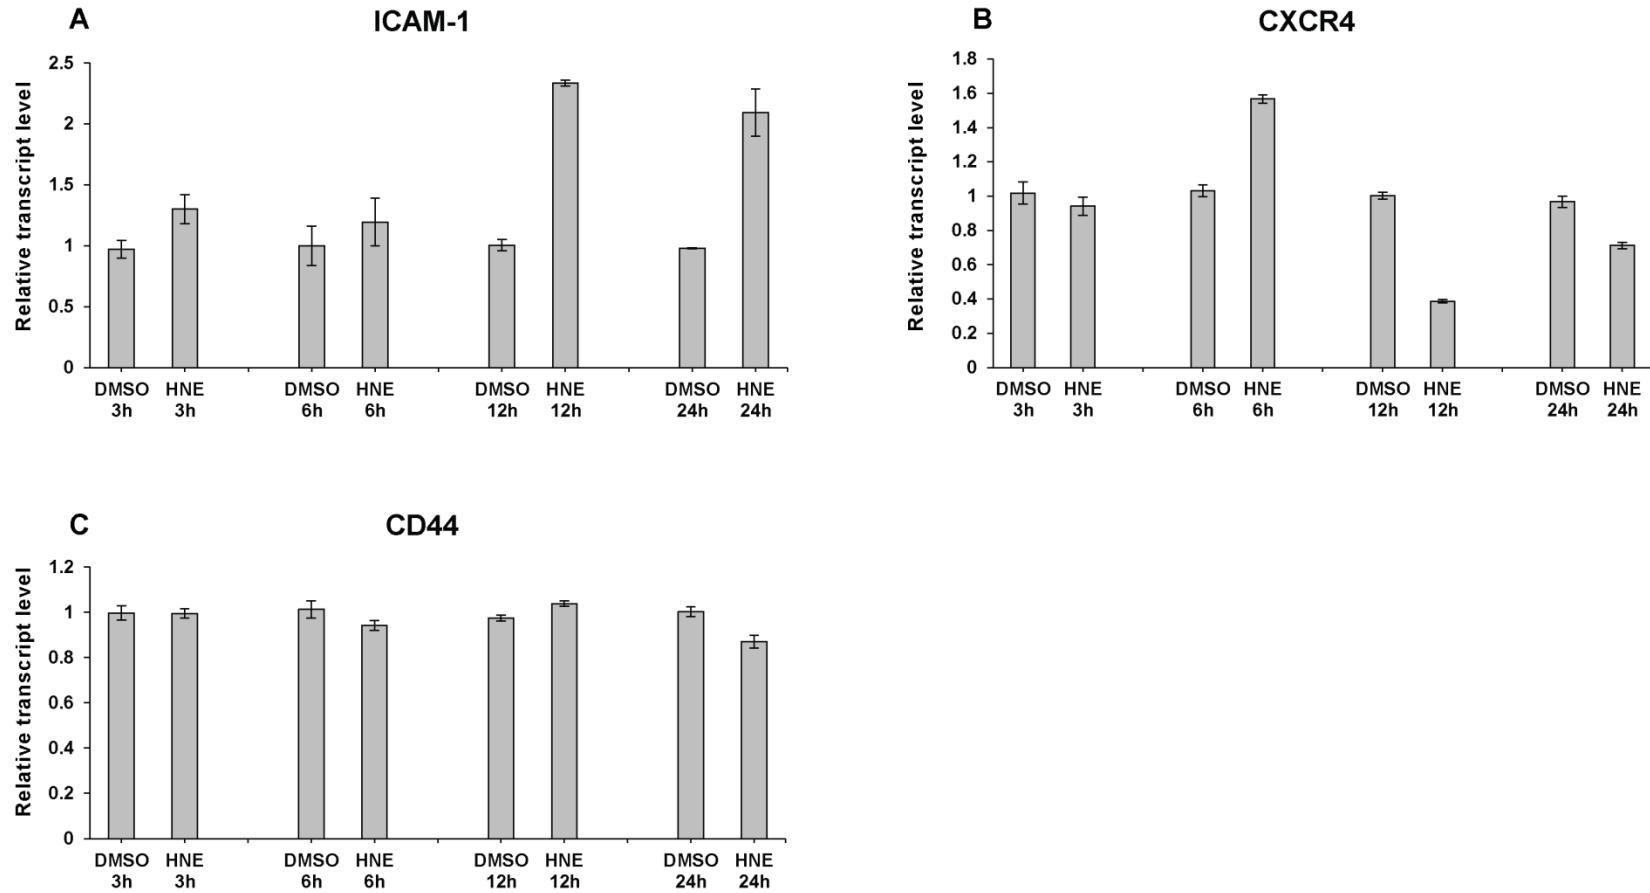 A
ICAM-1
Relative transcript level
2.5
2
1.5
1
0.5
0
DMSO HNE DMSO HNE DMSO HNE DMSO HNE
3h 3h 6h 6h 12h 12h 24h 24h
B
CXCR4
Relative transcript level
1.8
1.6
1.4
1.2
1
0.8
0.6
0.4
0.2
0
DMSO HNE DMSO HNE DMSO HNE DMSO HNE
3h 3h 6h 6h 12h 12h 24h 24h
C
CD44
Relative transcript level
1.2
1
0.8
0.6
0.4
0.2
0
DMSO HNE DMSO HNE DMSO HNE DMSO HNE
3h 3h 6h 6h 12h 12h 24h 24h